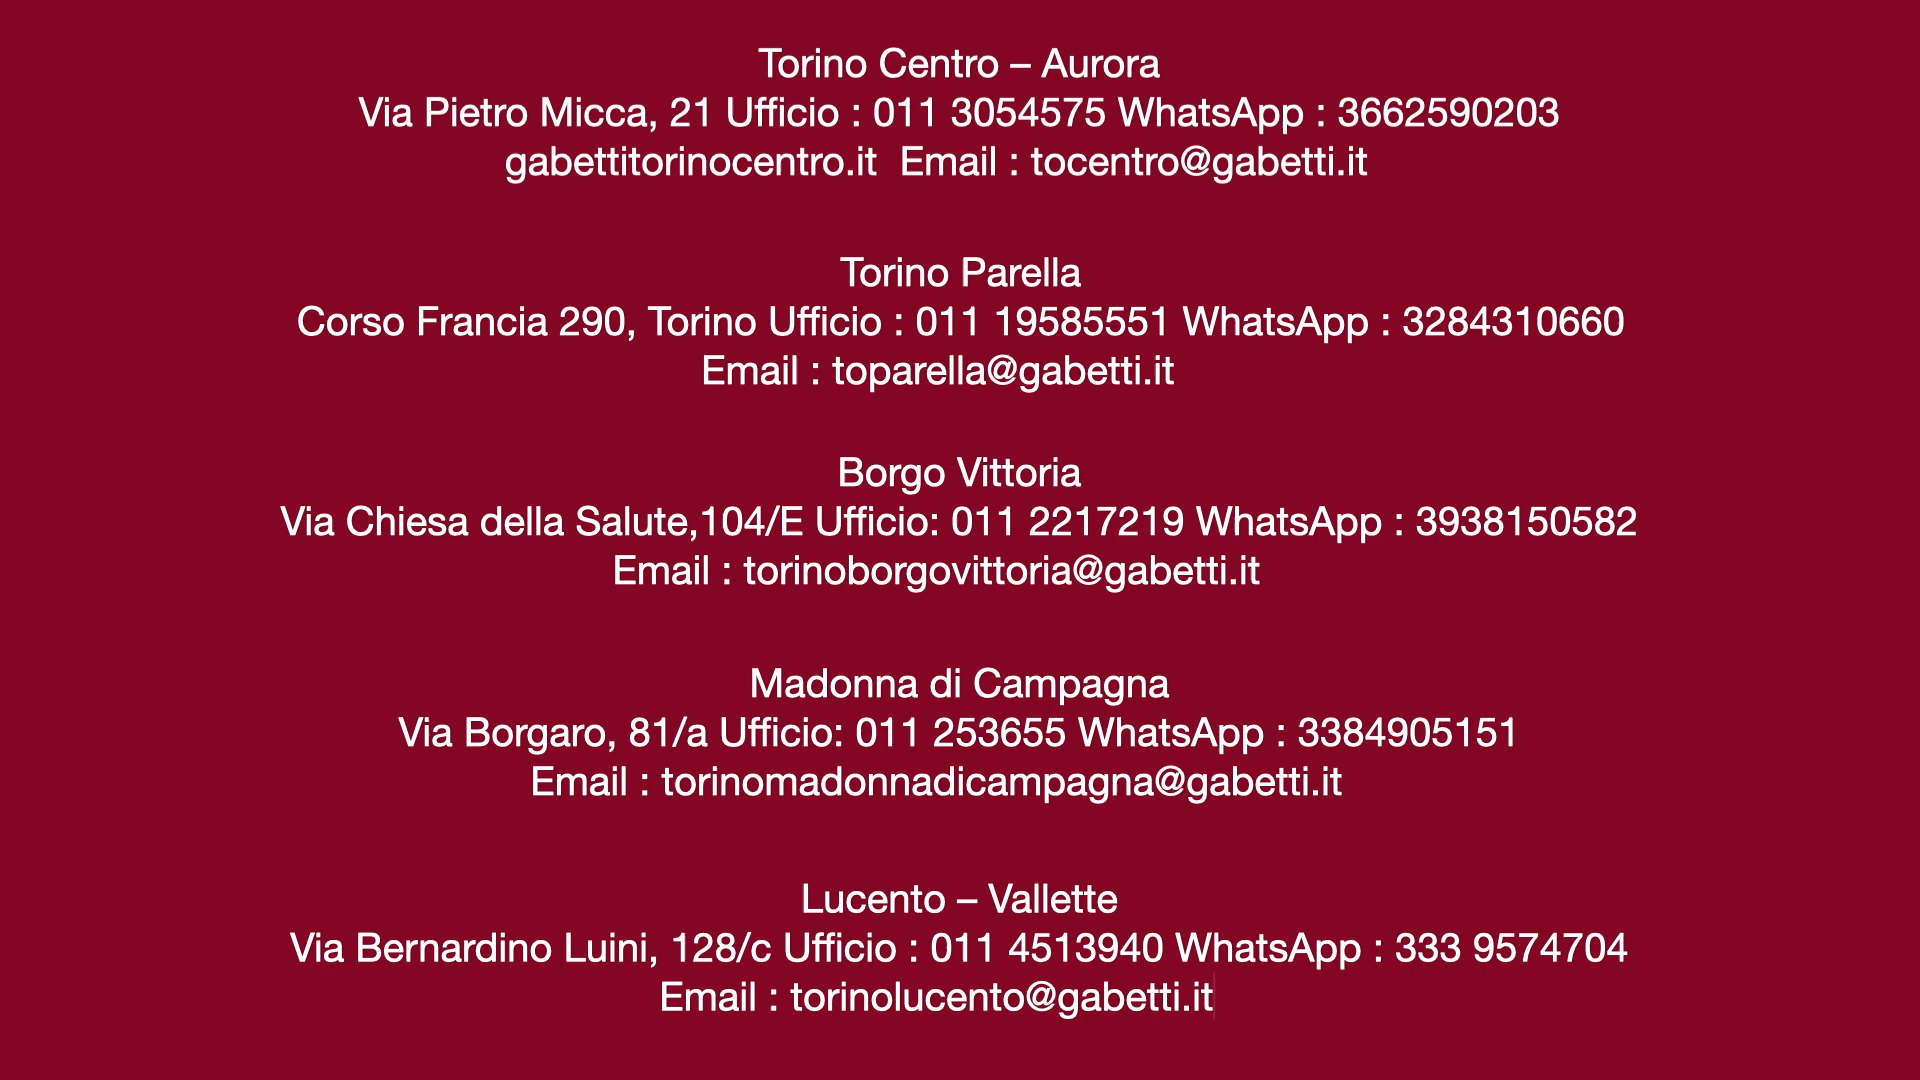 Torino Centro – Aurora
Via Pietro Micca, 21 Ufficio : 011 3054575 WhatsApp : 3662590203
gabettitorinocentro.it  Email : tocentro@gabetti.it
Torino Parella
Corso Francia 290, Torino Ufficio : 011 19585551 WhatsApp : 3284310660
Email : toparella@gabetti.it
Borgo Vittoria
Via Chiesa della Salute,104/E Ufficio: 011 2217219 WhatsApp : 3938150582
Email : torinoborgovittoria@gabetti.it
Madonna di Campagna
Via Borgaro, 81/a Ufficio: 011 253655 WhatsApp : 3384905151
Email : torinomadonnadicampagna@gabetti.it
Lucento – Vallette
Via Bernardino Luini, 128/c Ufficio : 011 4513940 WhatsApp : 333 9574704
Email : torinolucento@gabetti.it